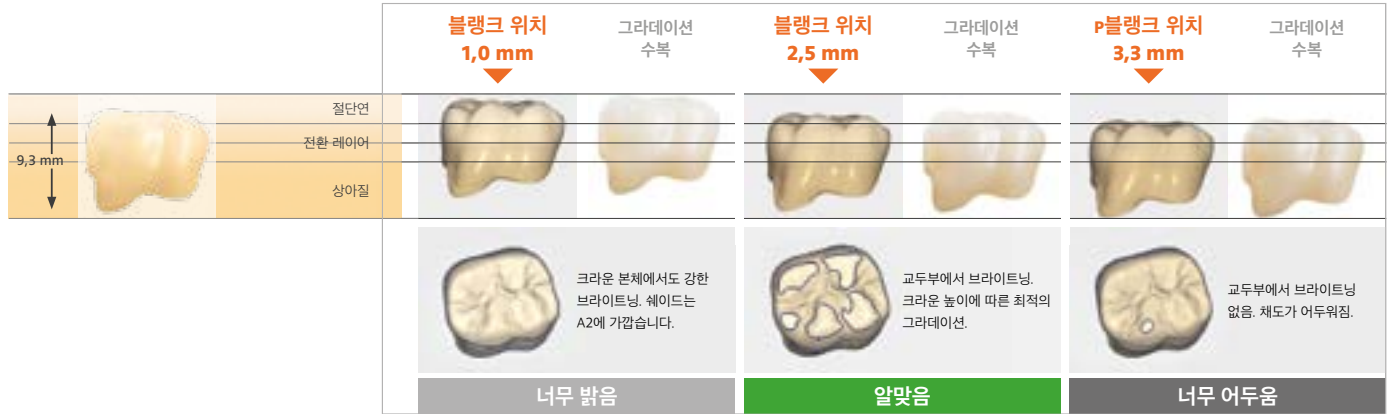 블랭크 위치
1,0 mm
그라데이션
수복
블랭크 위치
2,5 mm
그라데이션
수복
P블랭크 위치
3,3 mm
그라데이션
수복
9,3 mm
절단연
전환 레이어
상아질
크라운 본체에서도 강한
브라이트닝. 쉐이드는
A2에 가깝습니다.
교두부에서 브라이트닝.
크라운 높이에 따른 최적의
그라데이션.
교두부에서 브라이트닝
없음. 채도가 어두워짐.
너무 밝음
알맞음
너무 어두움